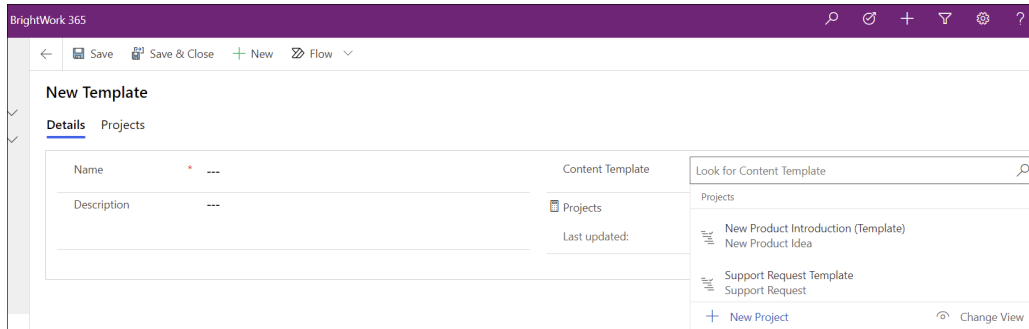 BrightWork 365
?
Save
Save & Close
New
Flow
New Template
Details Projects
Name * ---
Content Template
Look for Content Template
Projects
Description ---
Projects
New Product Introduction (Template)
New Product Idea
Last updated:
Support Request Template
Support Request
New Project
Change View